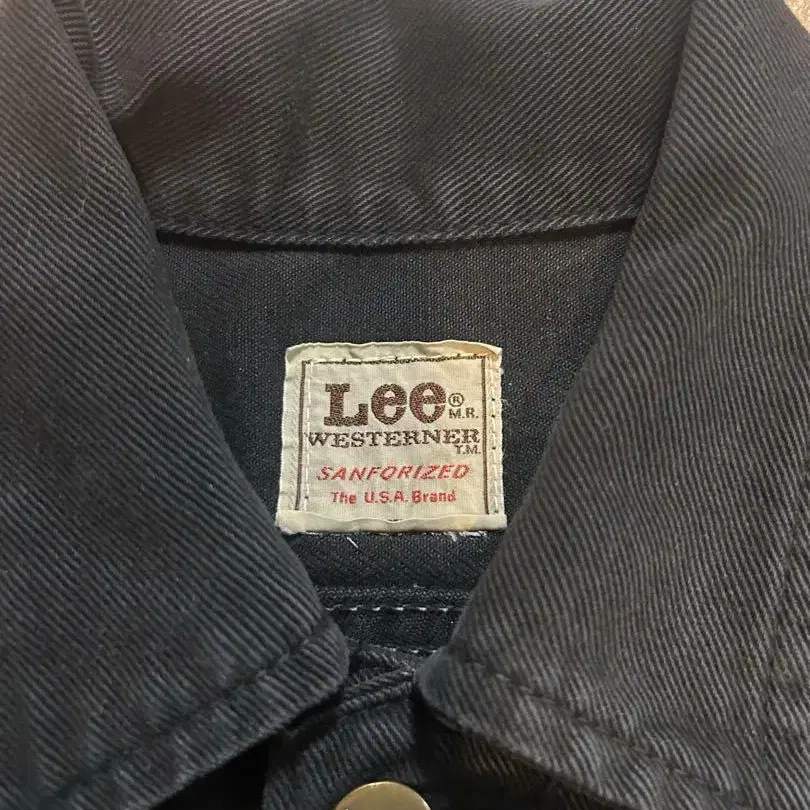 Lee® M.R.
WESTERNER T.M.
SANFORIZED
The U.S.A. Brand